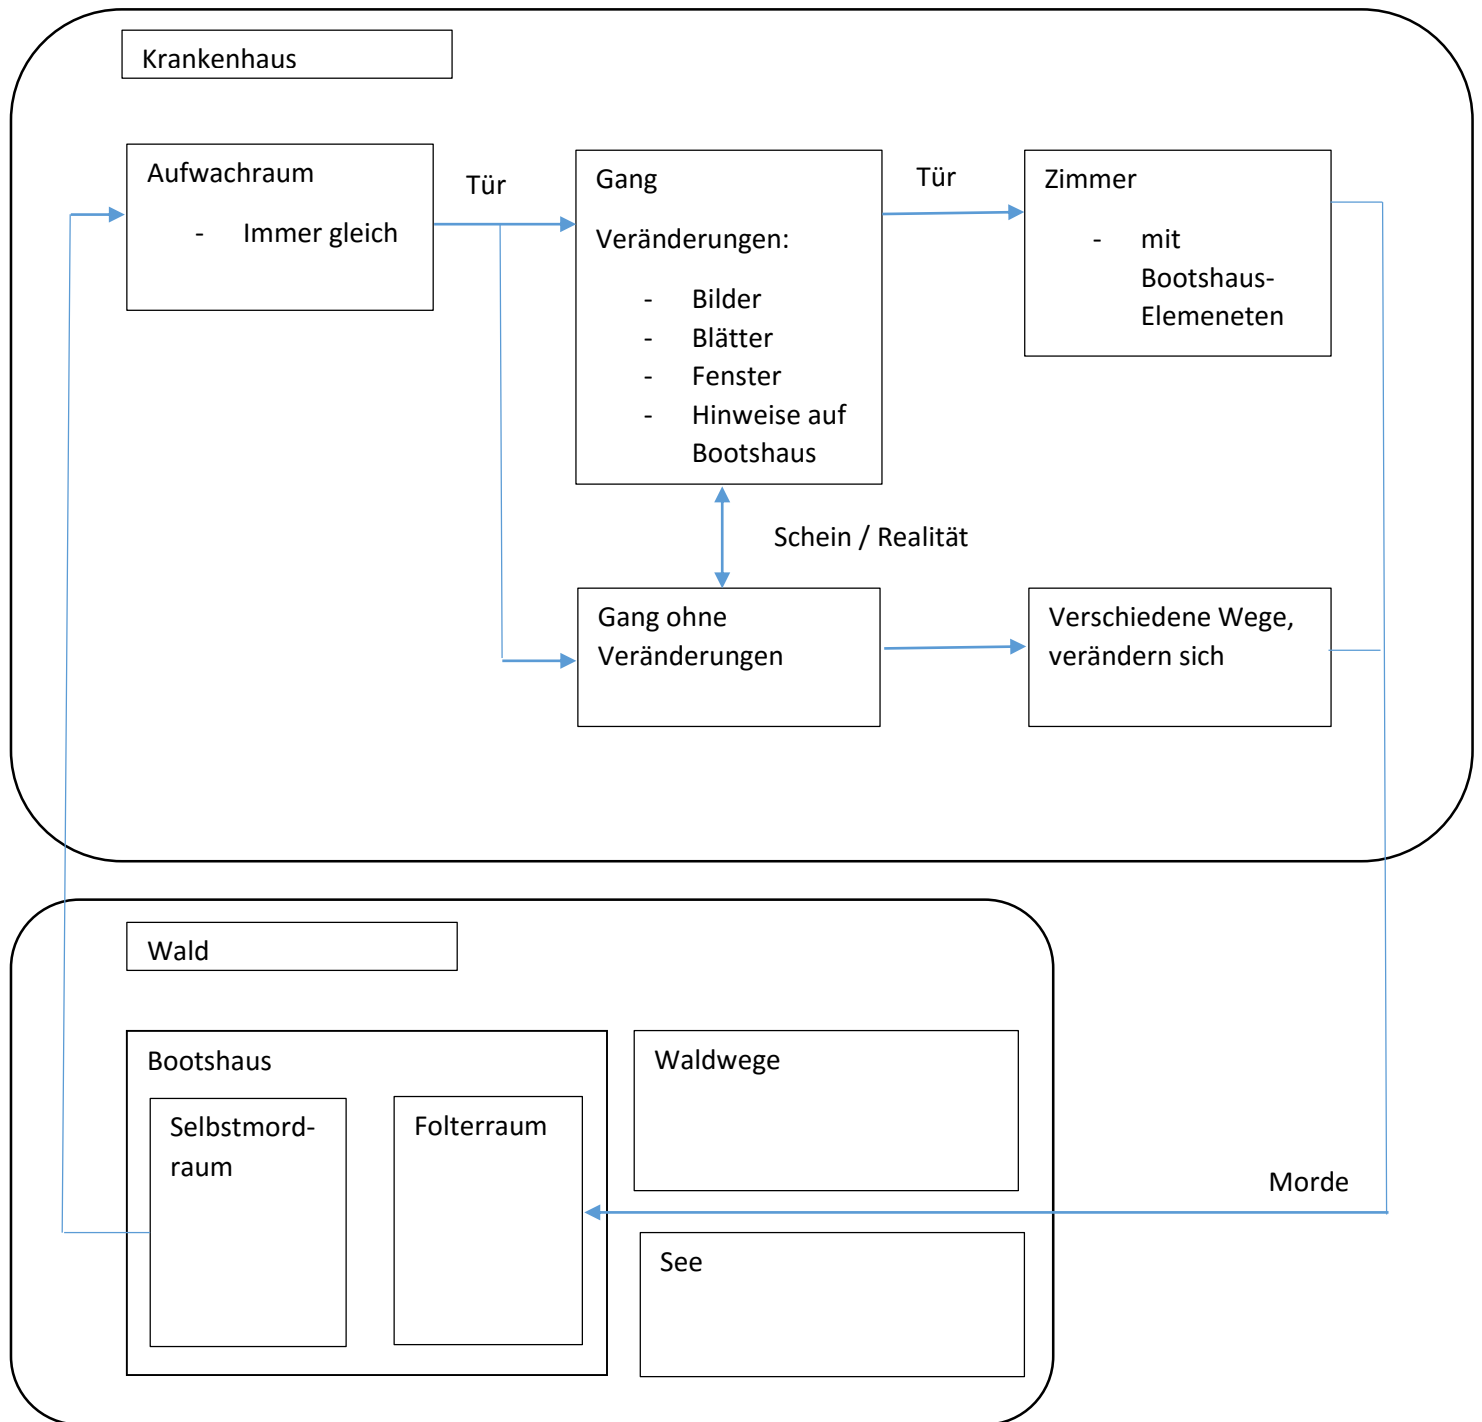 Krankenhaus
Aufwachraum
- Immer gleich
Tür
Gang
Veränderungen:
- Bilder
- Blätter
- Fenster
- Hinweise auf
Bootshaus
Tür
Zimmer
- mit
Bootshaus-
Elemeneten
Schein / Realität
Gang ohne
Veränderungen
Verschiedene Wege,
verändern sich
Wald
Bootshaus
Selbstmord-
raum
Folterraum
Waldwege
Morde
See